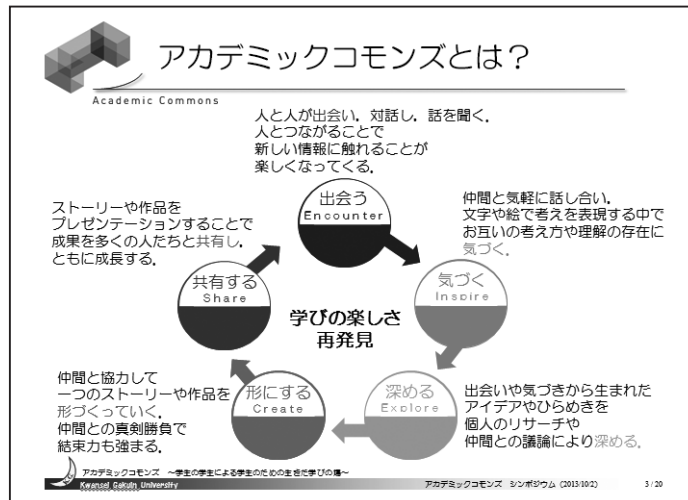 アカデミックコモンズとは？
Academic Commons
人と人が出会い，対話し，話を聞く．
人とつながることで
新しい情報に触れることが
楽しくなってくる．
出会う
Encounter
仲間と気軽に話し合い，
文字や絵で考えを表現する中で
お互いの考え方や理解の存在に
気づく．
気づく
Inspire
出会いや気づきから生まれた
アイデアやひらめきを
個人のリサーチや
仲間との議論により深める．
深める
Explore
仲間と協力して
一つのストーリーや作品を
形づくっていく．
仲間との真剣勝負で
結束力も強まる．
形にする
Create
ストーリーや作品を
プレゼンテーションすることで
成果を多くの人たちと共有し，
ともに成長する．
共有する
Share
学びの楽しさ
再発見
アカデミックコモンズ　～学生の学生による学生のための生きた学びの場～
Kwansei Gakuin University
アカデミックコモンズ シンポジウム (2013/10/2)
3 / 20